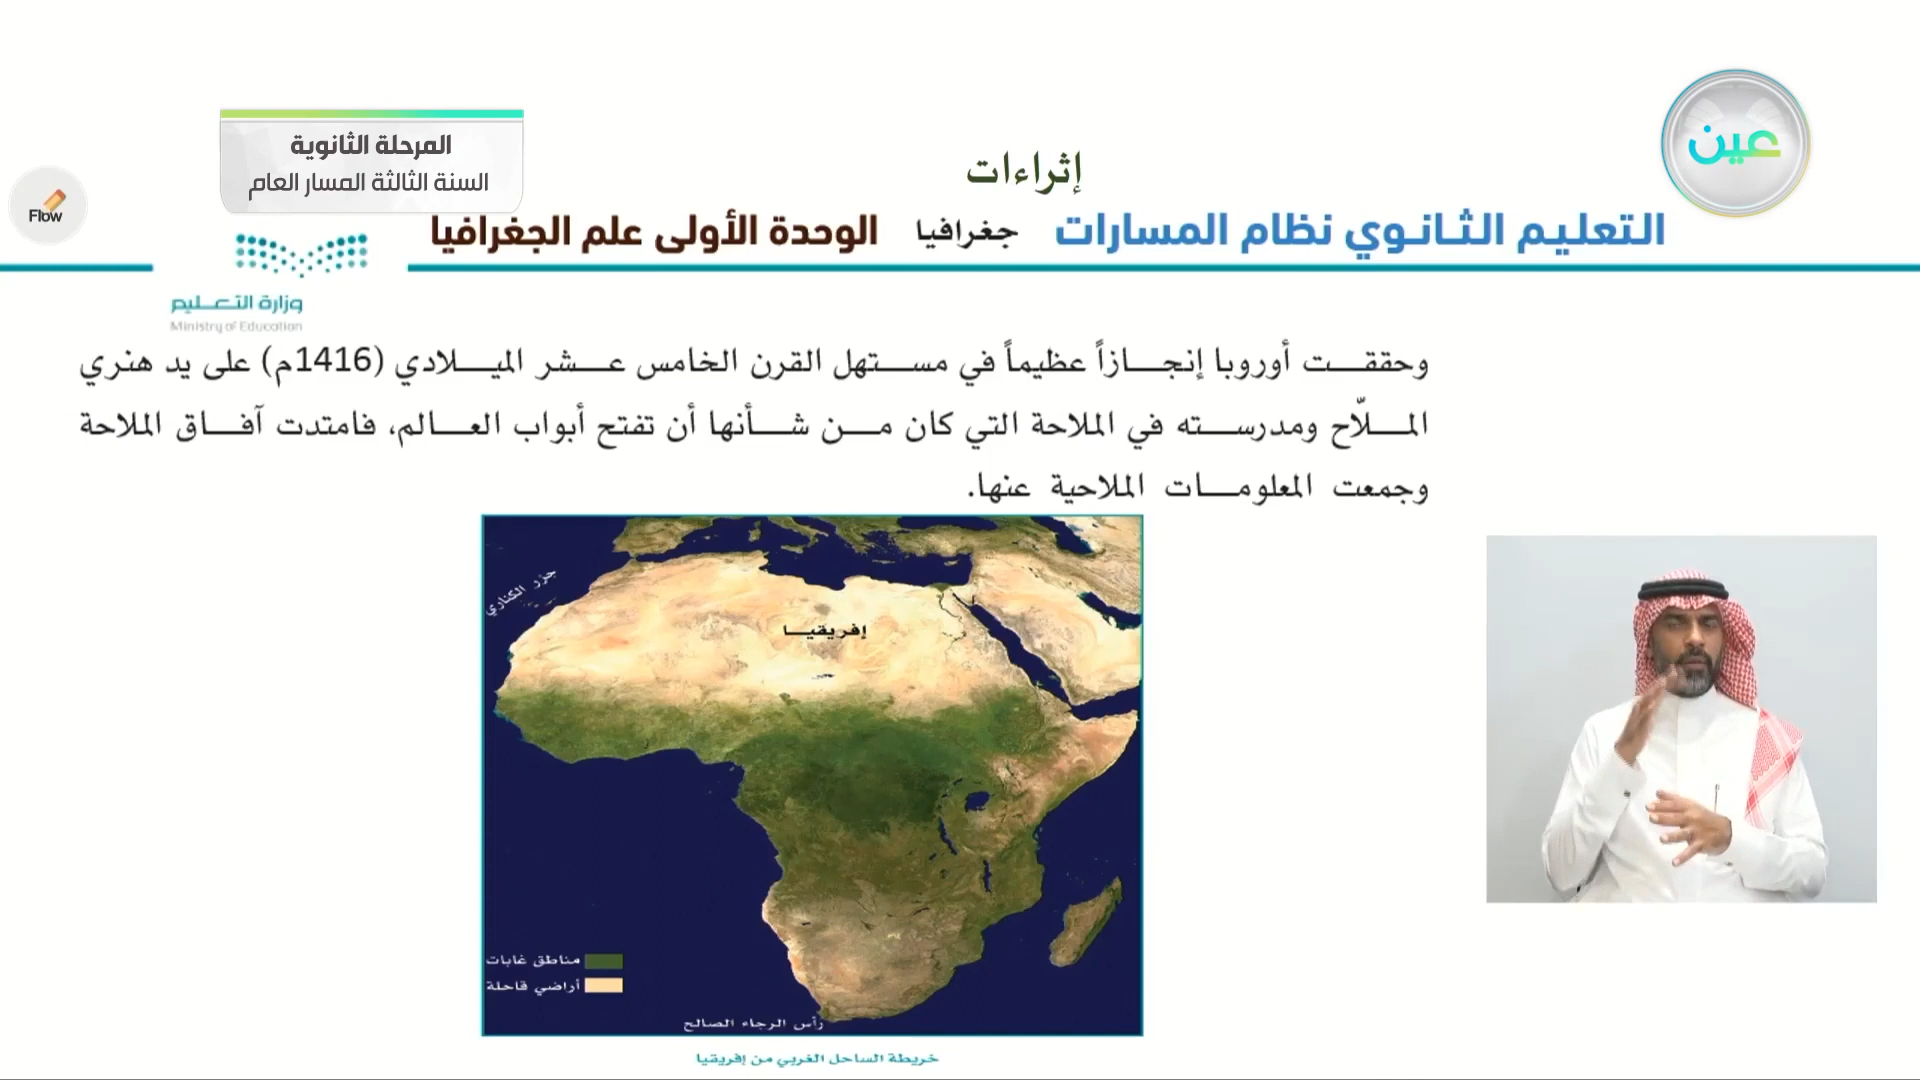 عين
المرحلة الثانوية
السنة الثالثة المسار العام
Flow
إثراءات
التعليم الثانوي نظام المسارات جغرافيا الوحدة الأولى علم الجغرافيا
وزارة التعليم
Ministry of Education
وحققت أوروبا إنجازاً عظيماً في مستهل القرن الخامس عشر الميلادي (1416م) على يد هنري
الملّاح ومدرسته في الملاحة التي كان من شأنها أن تفتح أبواب العالم، فامتدت آفاق الملاحة
وجمعت المعلومات الملاحية عنها.
جزر الكناري
إفريقيا
مناطق غابات
أراضي قاحلة
رأس الرجاء الصالح
خريطة الساحل الغربي من إفريقيا